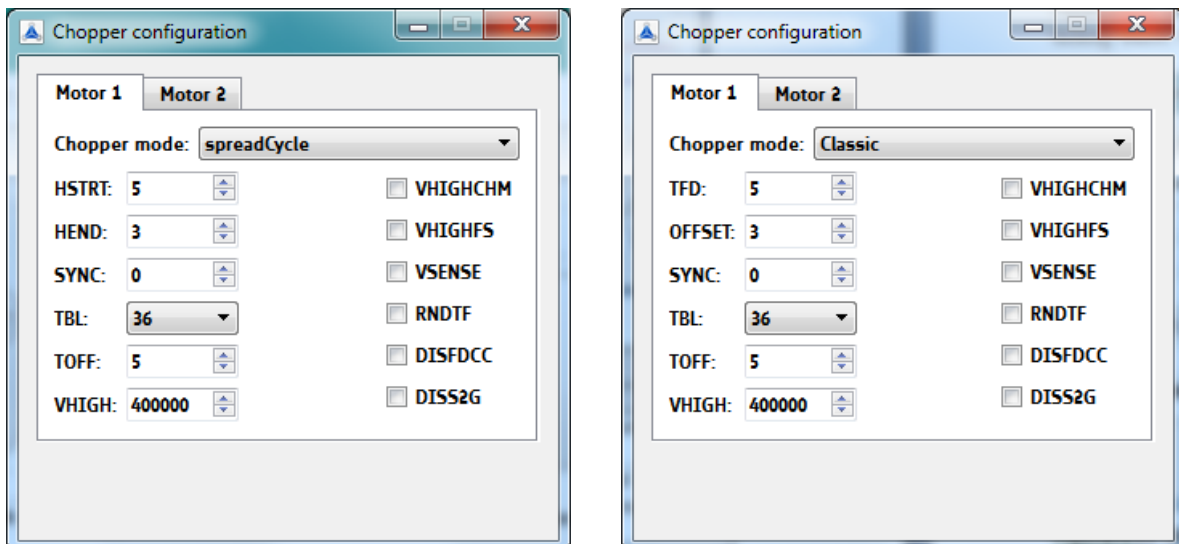 Chopper configuration
Motor 1 Motor 2
Chopper mode: spreadCycle
HSTRT: 5 VHIGHCHM
HEND: 3 VHIGHFS
SYNC: 0 VSENSE
TBL: 36 RNDTF
TOFF: 5 DISFDCC
VHIGH: 400000 DISS2G
Chopper configuration
Motor 1 Motor 2
Chopper mode: Classic
TFD: 5 VHIGHCHM
OFFSET: 3 VHIGHFS
SYNC: 0 VSENSE
TBL: 36 RNDTF
TOFF: 5 DISFDCC
VHIGH: 400000 DISS2G